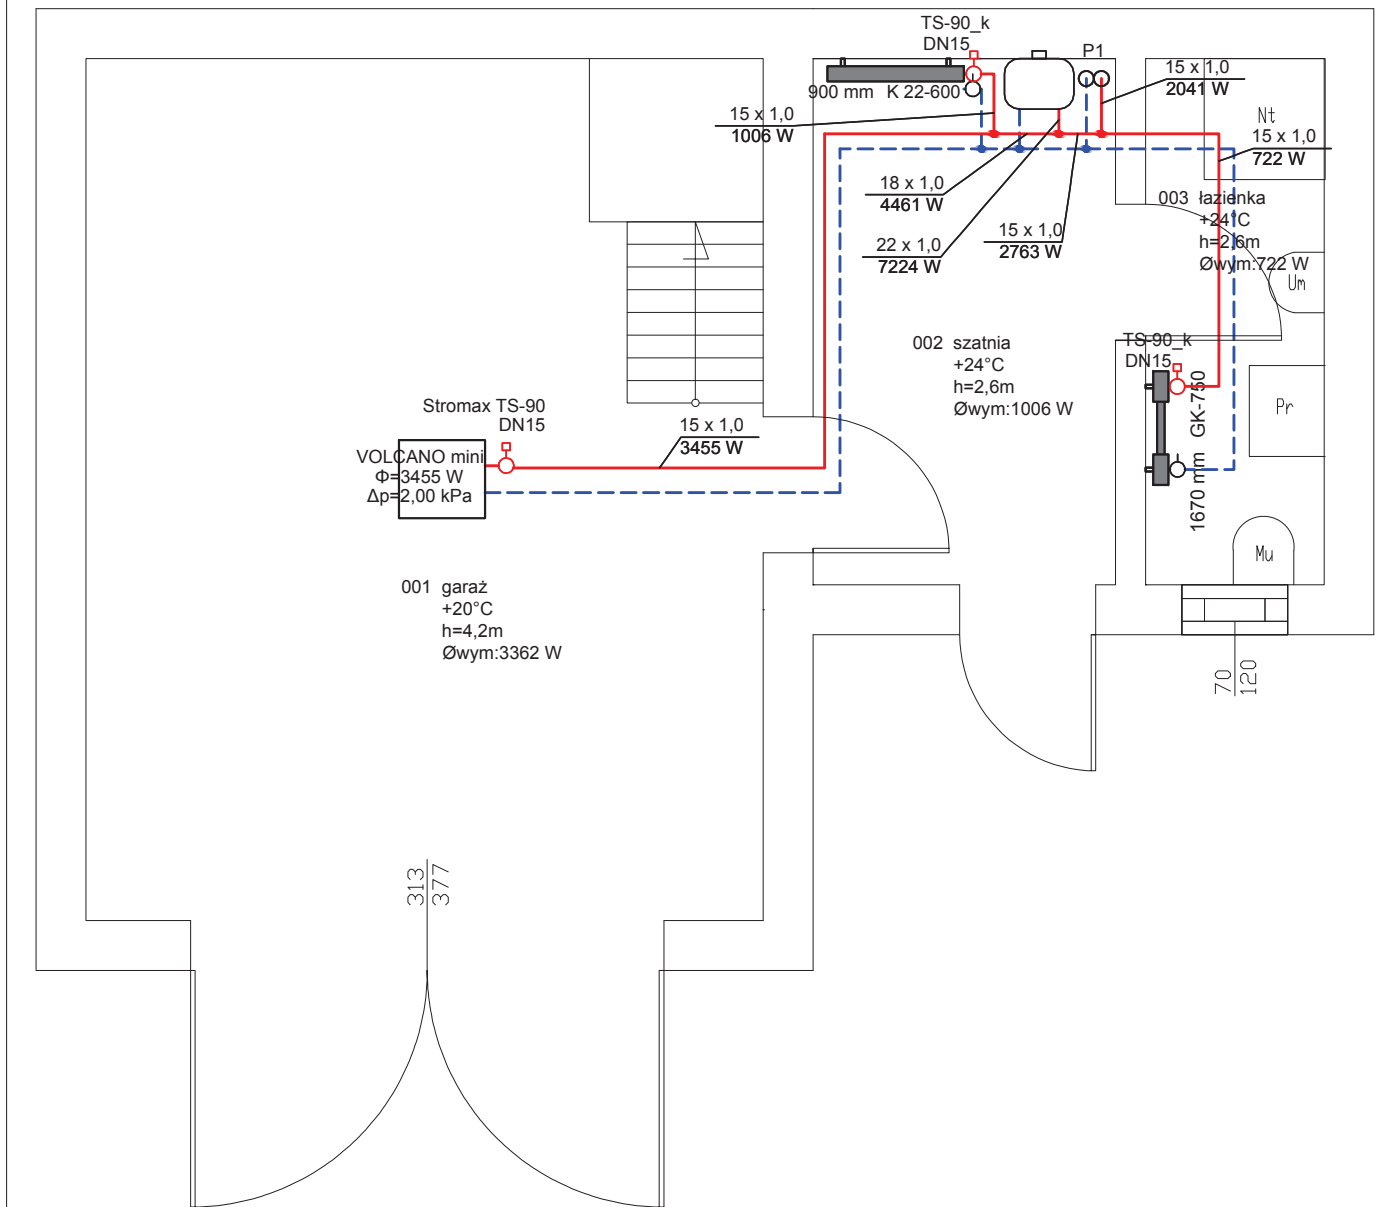 TS-90_k
DN15
P1
900 mm K 22-600
15 x 1,0
2041 W
15 x 1,0
1006 W
Nt
15 x 1,0
722 W
18 x 1,0
4461 W
22 x 1,0
7224 W
15 x 1,0
2763 W
003 łazienka
+24°C
h=2,6m
Øwym:722 W
Um
002 szatnia
+24°C
h=2,6m
Øwym:1006 W
TS-90_k
DN15
1670 mm GK-750
Pr
Mu
Stromax TS-90
DN15
15 x 1,0
3455 W
VOLCANO mini
Φ=3455 W
Δp=2,00 kPa
001 garaż
+20°C
h=4,2m
Øwym:3362 W
70
120
313
377